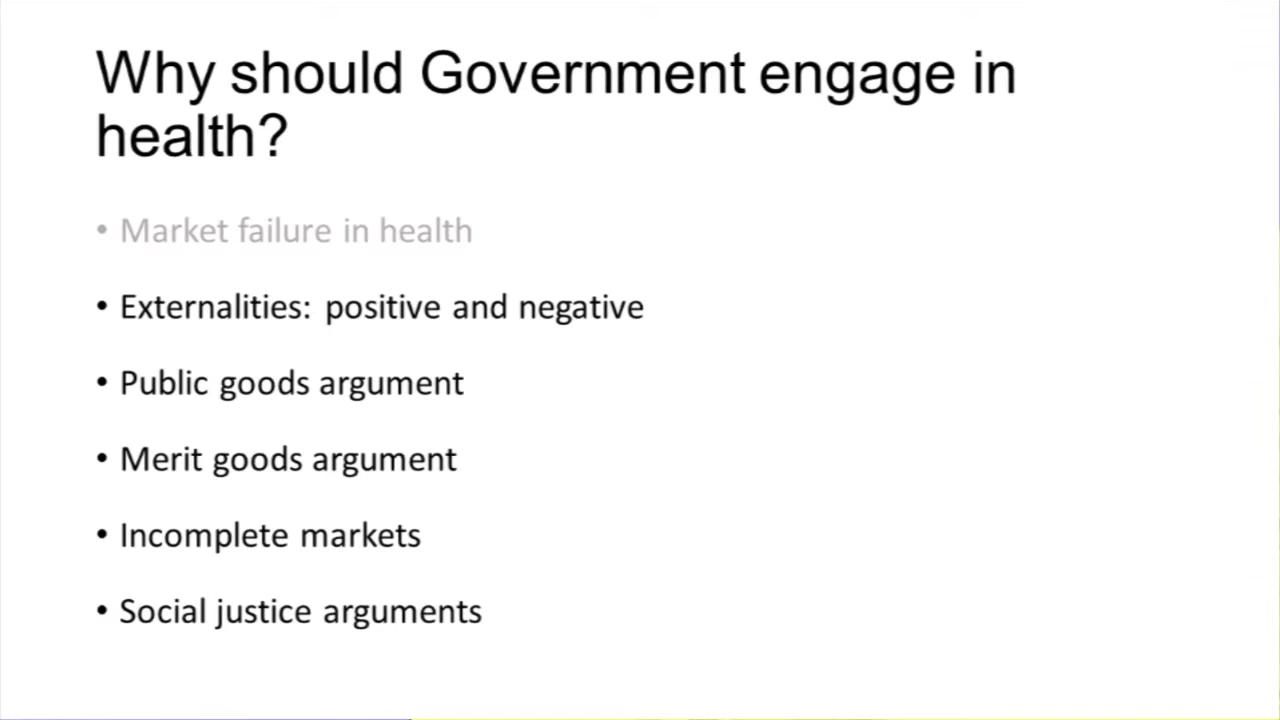 Why should Government engage in
health?
• Market failure in health
• Externalities: positive and negative
• Public goods argument
• Merit goods argument
• Incomplete markets
• Social justice arguments